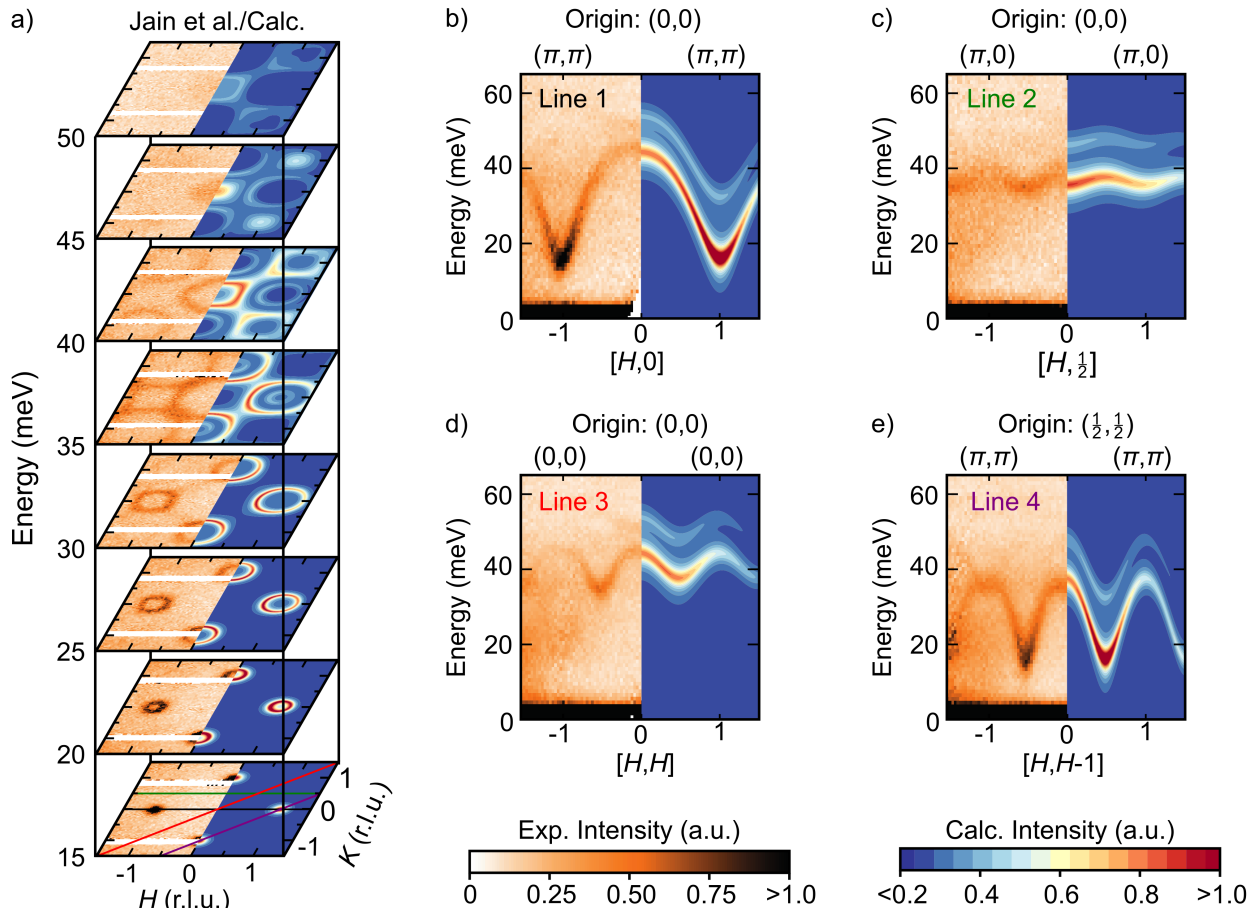 a)
Jain et al./Calc.
50
45
40
35
30
25
20
15
Energy (meV)
-1 0 1
H (r.l.u.)
1
0
-1
K (r.l.u.)
b)
Origin: (0,0)
(π,π) (π,π)
Line 1
60
40
20
0
Energy (meV)
-1 0 1
[H,0]
c)
Origin: (0,0)
(π,0) (π,0)
Line 2
60
40
20
0
Energy (meV)
-1 0 1
[H,½]
d)
Origin: (0,0)
(0,0) (0,0)
Line 3
60
40
20
0
Energy (meV)
-1 0 1
[H,H]
e)
Origin: (½,½)
(π,π) (π,π)
Line 4
60
40
20
0
Energy (meV)
-1 0 1
[H,H-1]
Exp. Intensity (a.u.)
0 0.25 0.50 0.75 >1.0
Calc. Intensity (a.u.)
<0.2 0.4 0.6 0.8 >1.0